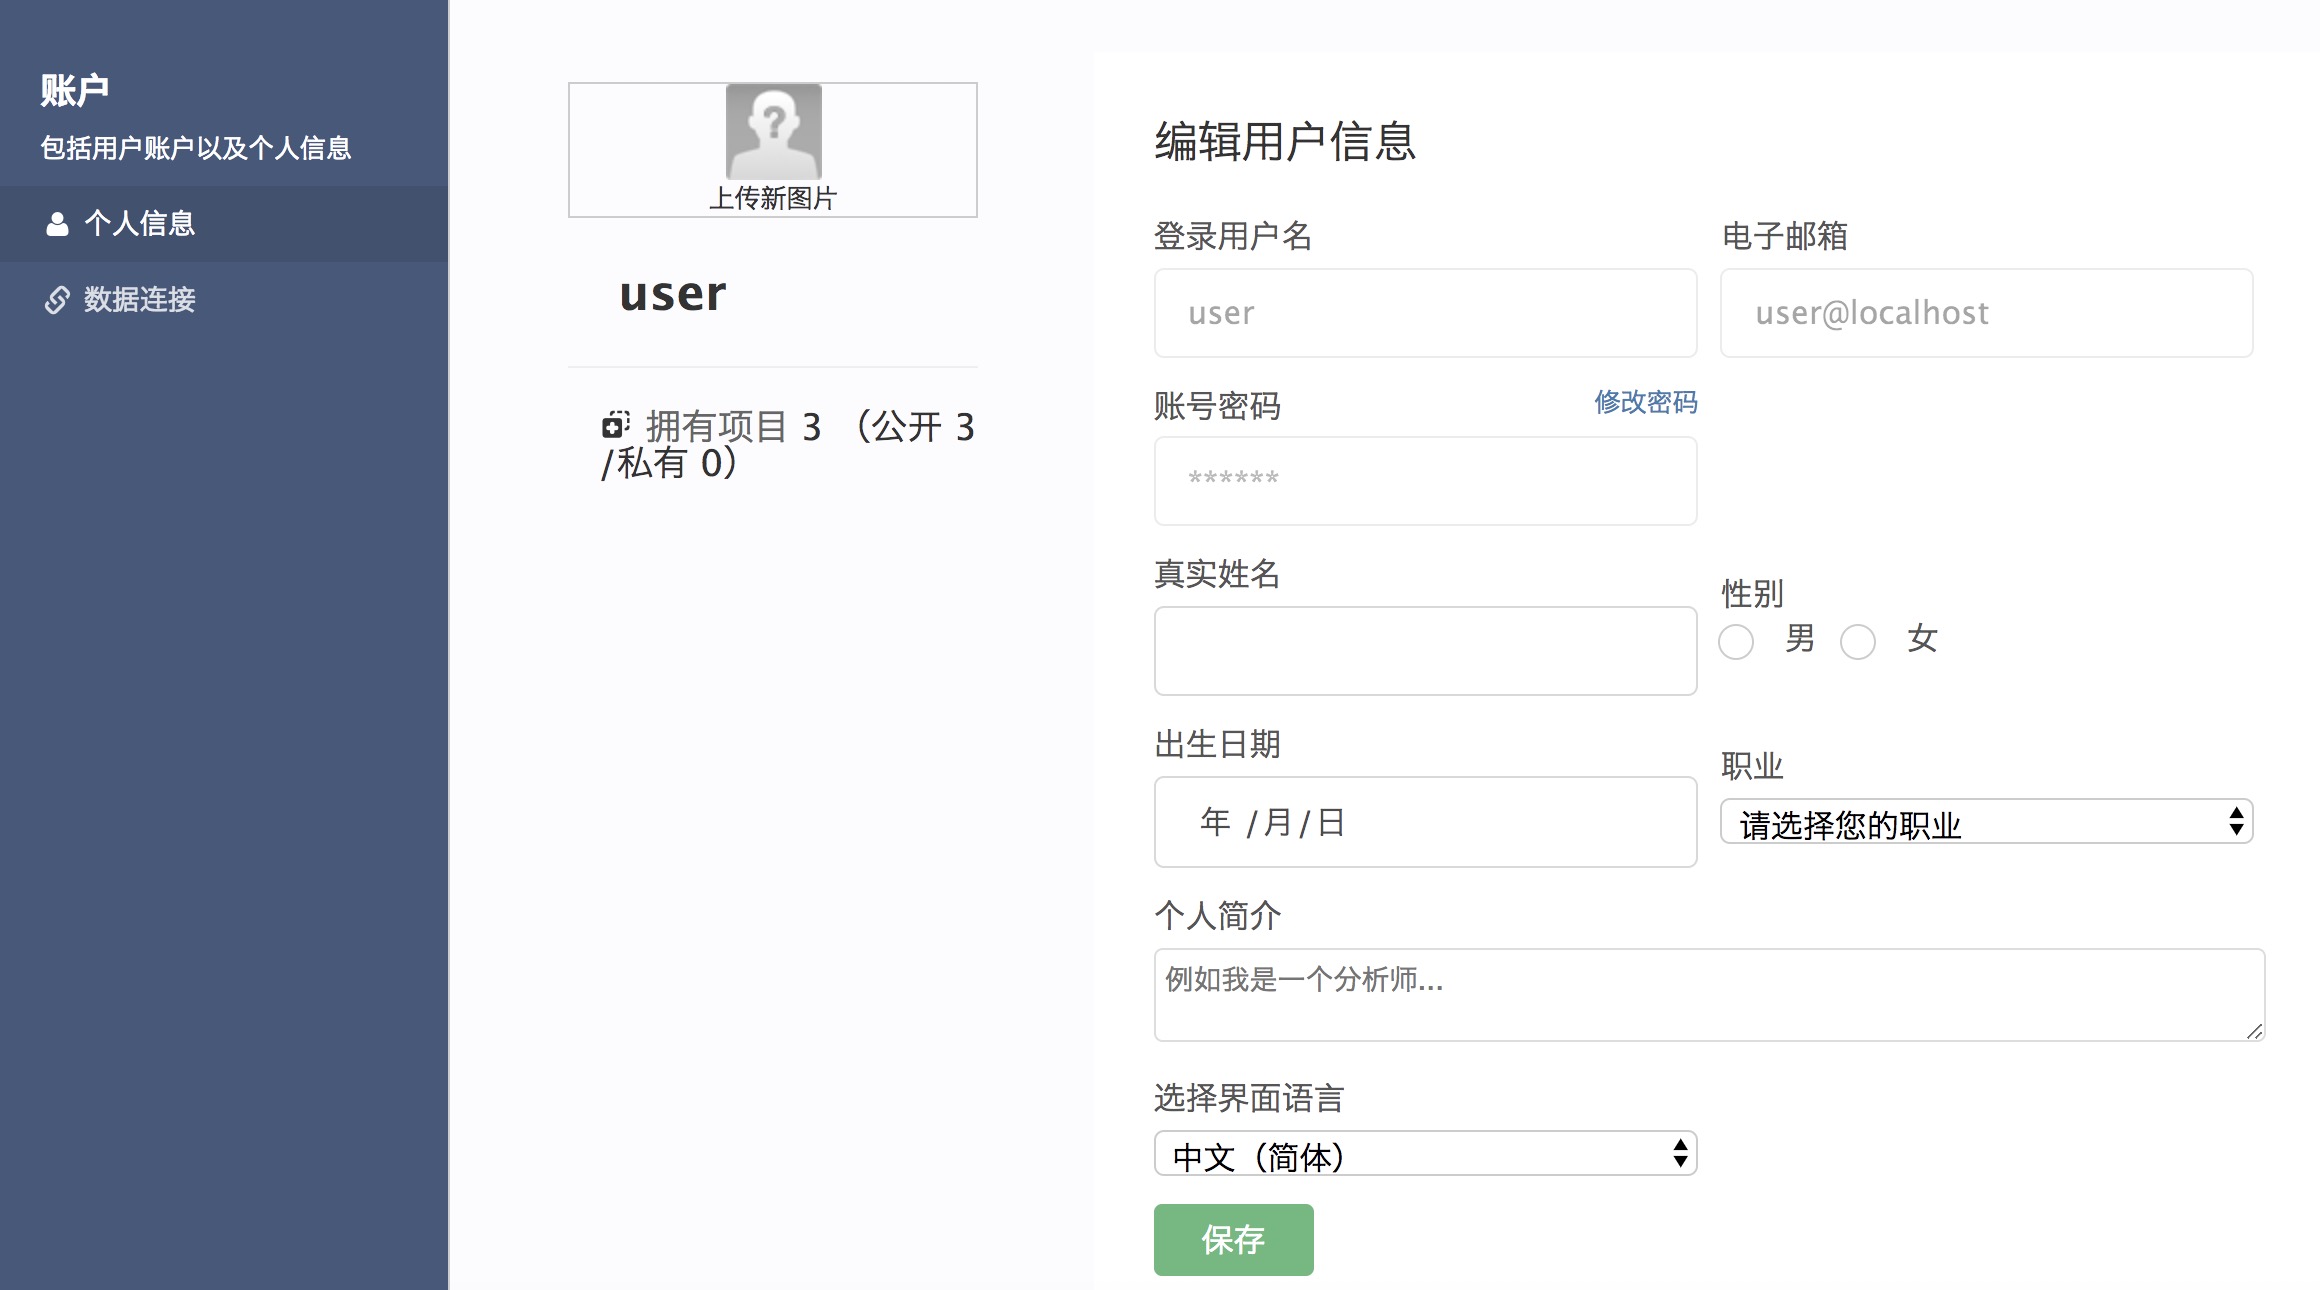 账户
包括用户账户以及个人信息
个人信息
数据连接
上传新图片
user
拥有项目 3 （公开 3
/私有 0）
编辑用户信息
登录用户名
电子邮箱
user
user@localhost
账号密码
修改密码
******
真实姓名
性别
男
女
出生日期
职业
年 /月/日
请选择您的职业
个人简介
例如我是一个分析师...
选择界面语言
中文（简体）
保存